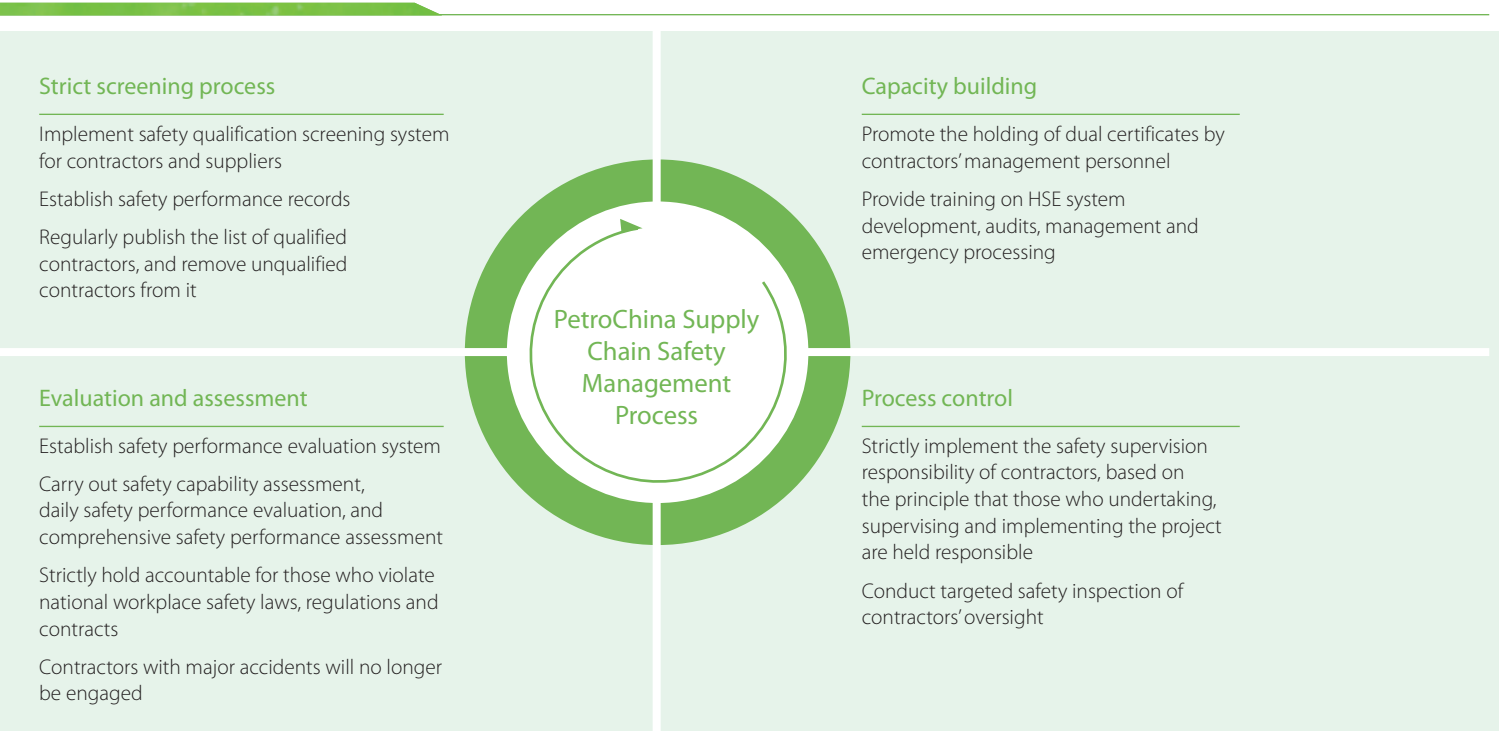 Strict screening process
Implement safety qualification screening system
for contractors and suppliers
Establish safety performance records
Regularly publish the list of qualified
contractors, and remove unqualified
contractors from it
Capacity building
Promote the holding of dual certificates by
contractors' management personnel
Provide training on HSE system
development, audits, management and
emergency processing
PetroChina Supply
Chain Safety
Management
Process
Evaluation and assessment
Establish safety performance evaluation system
Carry out safety capability assessment,
daily safety performance evaluation, and
comprehensive safety performance assessment
Strictly hold accountable for those who violate
national workplace safety laws, regulations and
contracts
Contractors with major accidents will no longer
be engaged
Process control
Strictly implement the safety supervision
responsibility of contractors, based on
the principle that those who undertaking,
supervising and implementing the project
are held responsible
Conduct targeted safety inspection of
contractors' oversight